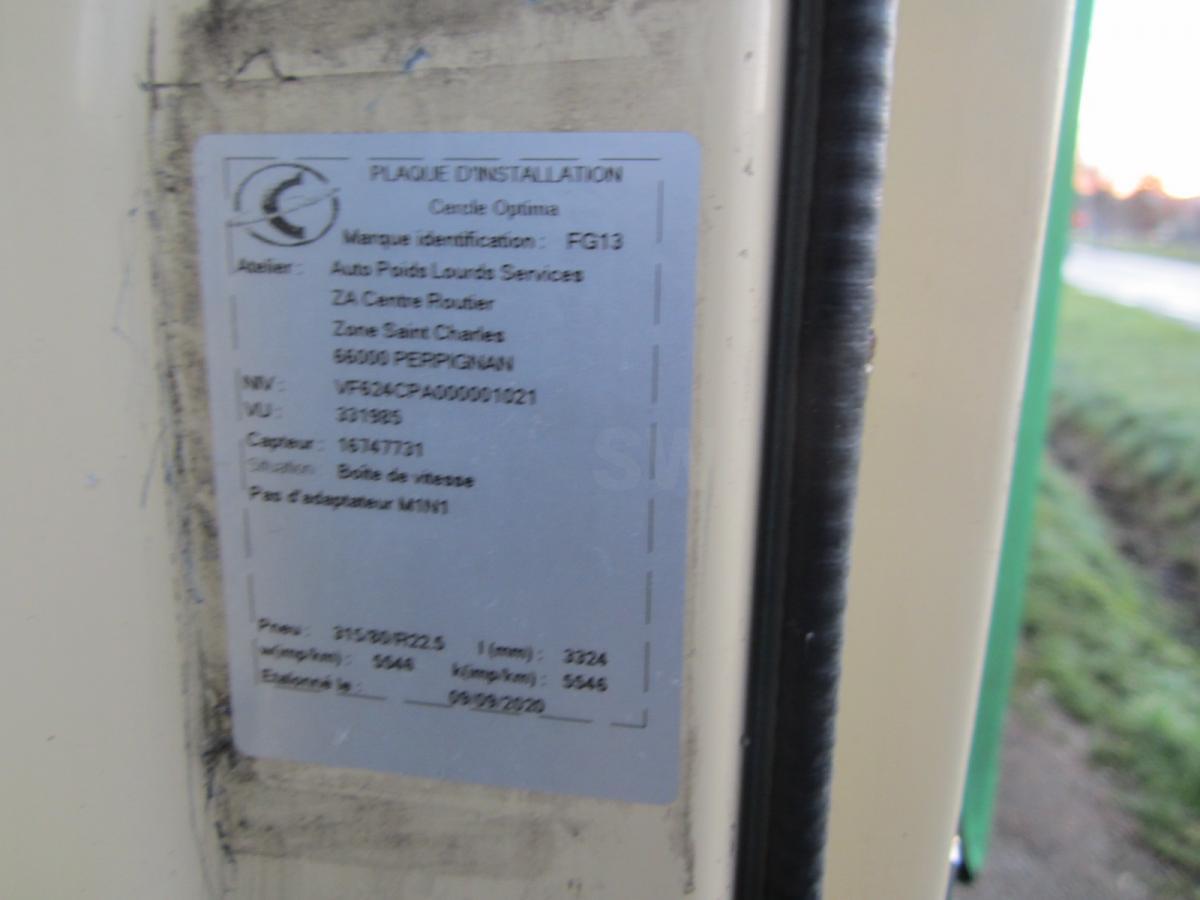 PLAQUE D'INSTALLATION
Cercle Optima
Marque identification : FG13
Atelier : Auto Poids Lourds Services
ZA Centre Routier
Zone Saint Charles
66000 PERPIGNAN
NIV : VF624CPA000001021
VU : 331985
Capteur : 16747731
Situation : Boîte de vitesse
Pas d'adaptateur M1N1
Pneu : 315/80/R22.5 l (mm) : 3324
w(imp/km) : 5546 k(imp/km) : 5546
Etalonné le : 09/09/2020